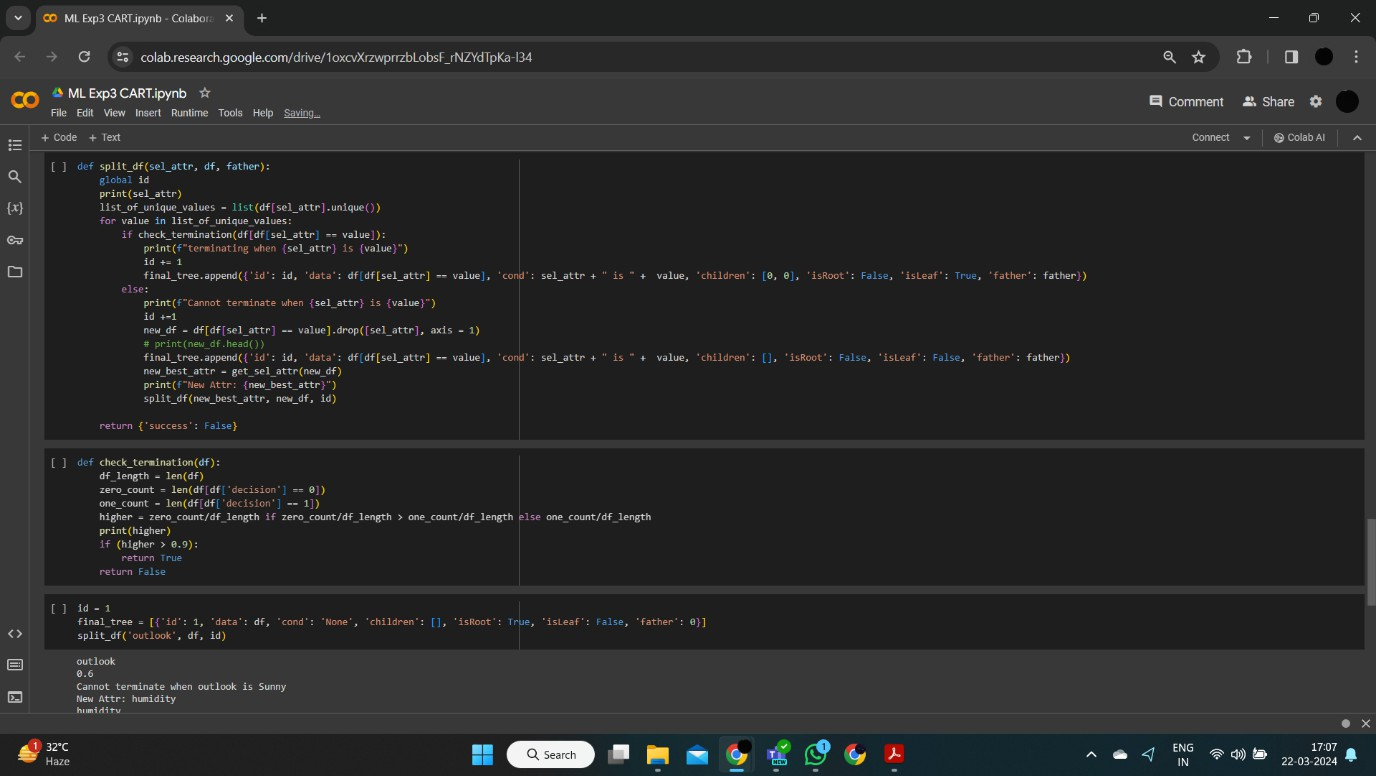 ML Exp3 CART.ipynb - Colabora
colab.research.google.com/drive/1oxcvXrzwprrzbLobsF_rNZYdTpKa-l34
ML Exp3 CART.ipynb
File Edit View Insert Runtime Tools Help Saving...
Comment Share
+ Code + Text
Connect Colab AI
[ ] def split_df(sel_attr, df, father):
global id
print(sel_attr)
list_of_unique_values = list(df[sel_attr].unique())
for value in list_of_unique_values:
if check_termination(df[df[sel_attr] == value]):
print(f"terminating when {sel_attr} is {value}")
id += 1
final_tree.append({'id': id, 'data': df[df[sel_attr] == value], 'cond': sel_attr + " is " + value, 'children': [0, 0], 'isRoot': False, 'isLeaf': True, 'father': father})
else:
print(f"Cannot terminate when {sel_attr} is {value}")
id +=1
new_df = df[df[sel_attr] == value].drop([sel_attr], axis = 1)
# print(new_df.head())
final_tree.append({'id': id, 'data': df[df[sel_attr] == value], 'cond': sel_attr + " is " + value, 'children': [], 'isRoot': False, 'isLeaf': False, 'father': father})
new_best_attr = get_sel_attr(new_df)
print(f"New Attr: {new_best_attr}")
split_df(new_best_attr, new_df, id)
return {'success': False}
[ ] def check_termination(df):
df_length = len(df)
zero_count = len(df[df['decision'] == 0])
one_count = len(df[df['decision'] == 1])
higher = zero_count/df_length if zero_count/df_length > one_count/df_length else one_count/df_length
print(higher)
if (higher > 0.9):
return True
return False
[ ] id = 1
final_tree = [{'id': 1, 'data': df, 'cond': 'None', 'children': [], 'isRoot': True, 'isLeaf': False, 'father': 0}]
split_df('outlook', df, id)
outlook
0.6
Cannot terminate when outlook is Sunny
New Attr: humidity
humidity
1
32°C
Haze
Search
NEW
1
ENG
IN
17:07
22-03-2024